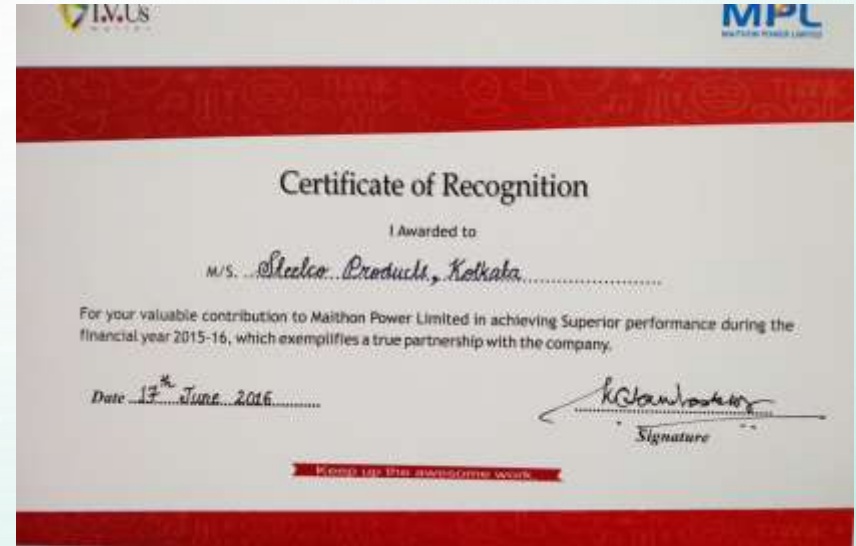 I.V.Us
MPL
MAITHON POWER LIMITED
Certificate of Recognition
I Awarded to
M/S. Steelco Products, Kolkata
For your valuable contribution to Maithon Power Limited in achieving Superior performance during the
financial year 2015-16, which exemplifies a true partnership with the company.
Date 17th June 2016
Signature
Keep up the awesome work